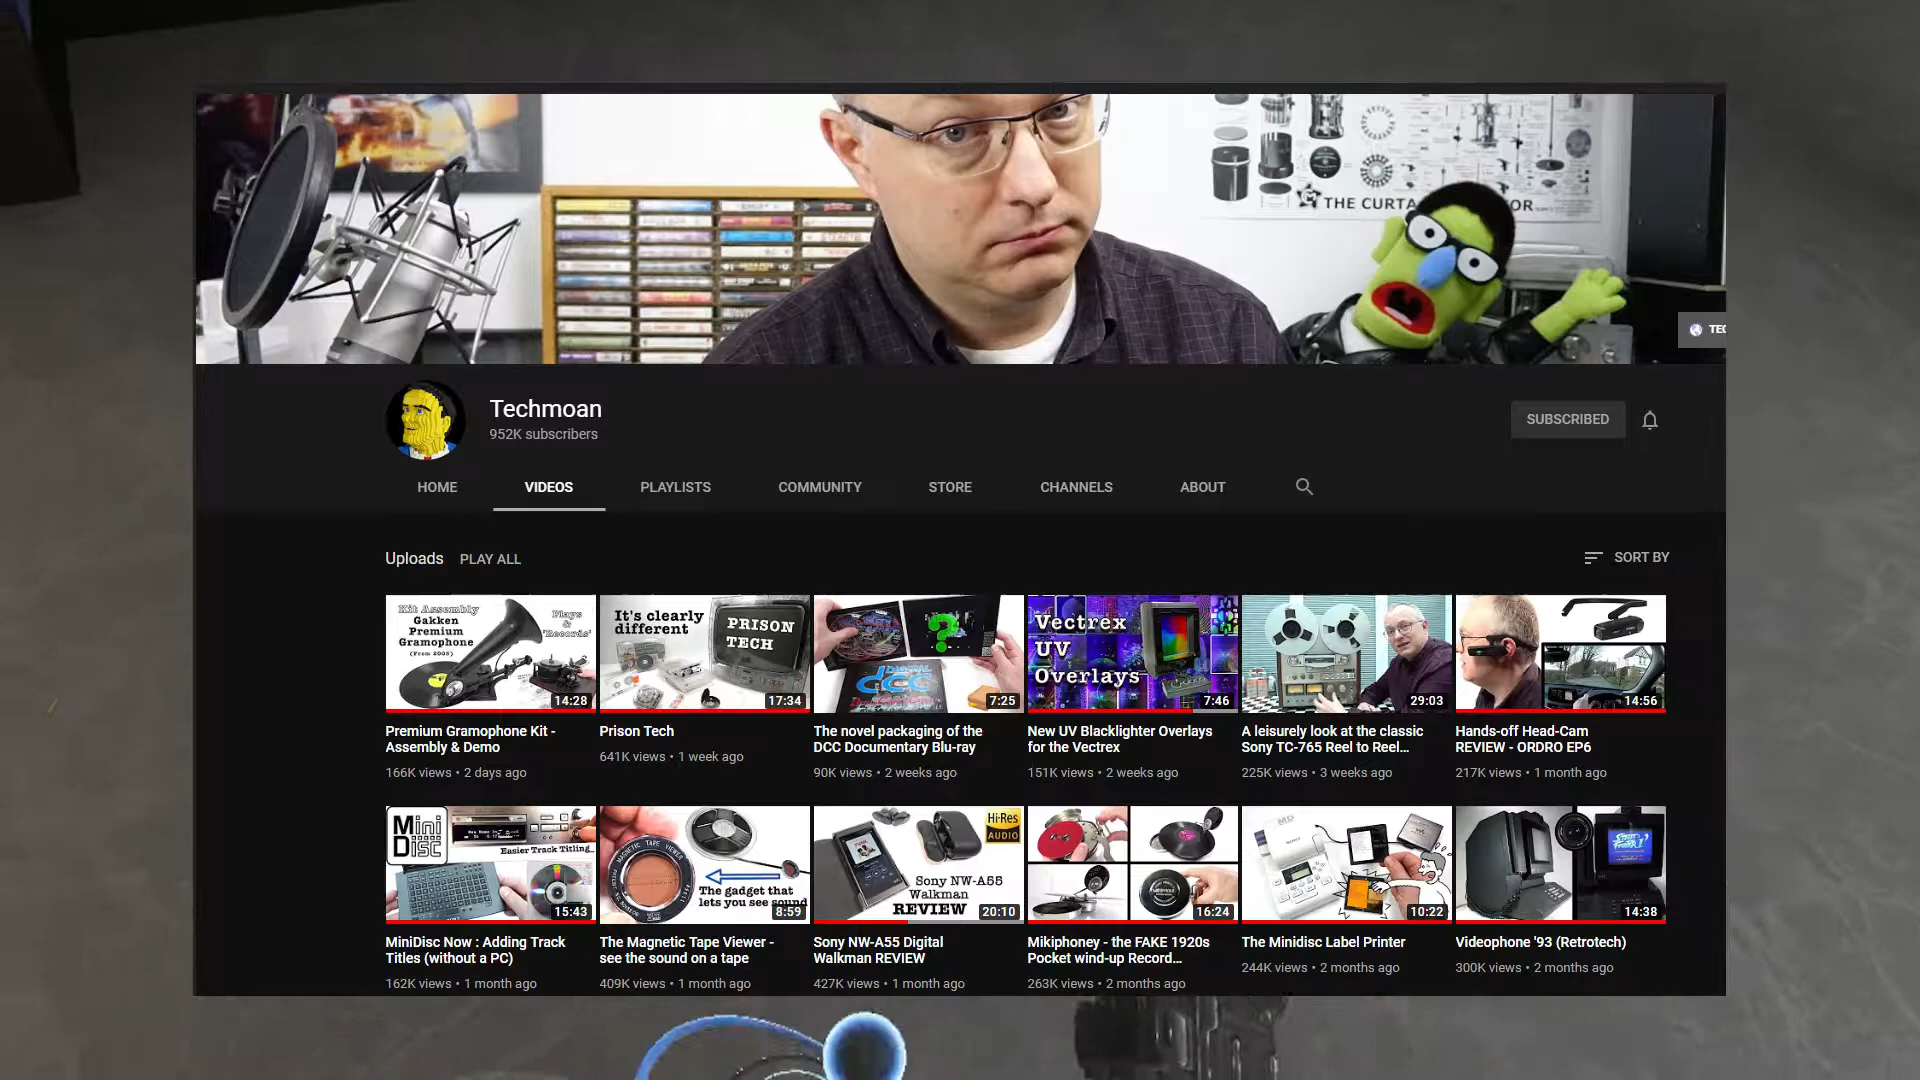 THE CURTA
OR
TEC
Techmoan
952K subscribers
SUBSCRIBED
HOME
VIDEOS
PLAYLISTS
COMMUNITY
STORE
CHANNELS
ABOUT
Uploads
PLAY ALL
SORT BY
Kit Assembly
Gakken
Premium
Gramophone
(From 2005)
Plays
&
'Records'
14:28
It's clearly
different
PRISON
TECH
17:34
DIGITAL
dcc
7:25
Vectrex
UV
Overlays
7:46
29:03
14:56
Premium Gramophone Kit -
Assembly & Demo
166K views • 2 days ago
Prison Tech
641K views • 1 week ago
The novel packaging of the
DCC Documentary Blu-ray
90K views • 2 weeks ago
New UV Blacklighter Overlays
for the Vectrex
151K views • 2 weeks ago
A leisurely look at the classic
Sony TC-765 Reel to Reel...
225K views • 3 weeks ago
Hands-off Head-Cam
REVIEW - ORDRO EP6
217K views • 1 month ago
Mini
Disc
Easier Track Titling
15:43
MAGNETIC TAPE VIEWER
The gadget that
lets you see sound
8:59
Hi-Res
AUDIO
Sony NW-A55
Walkman
REVIEW
20:10
16:24
10:22
14:38
MiniDisc Now : Adding Track
Titles (without a PC)
162K views • 1 month ago
The Magnetic Tape Viewer -
see the sound on a tape
409K views • 1 month ago
Sony NW-A55 Digital
Walkman REVIEW
427K views • 1 month ago
Mikiphoney - the FAKE 1920s
Pocket wind-up Record...
263K views • 2 months ago
The Minidisc Label Printer
244K views • 2 months ago
Videophone '93 (Retrotech)
300K views • 2 months ago